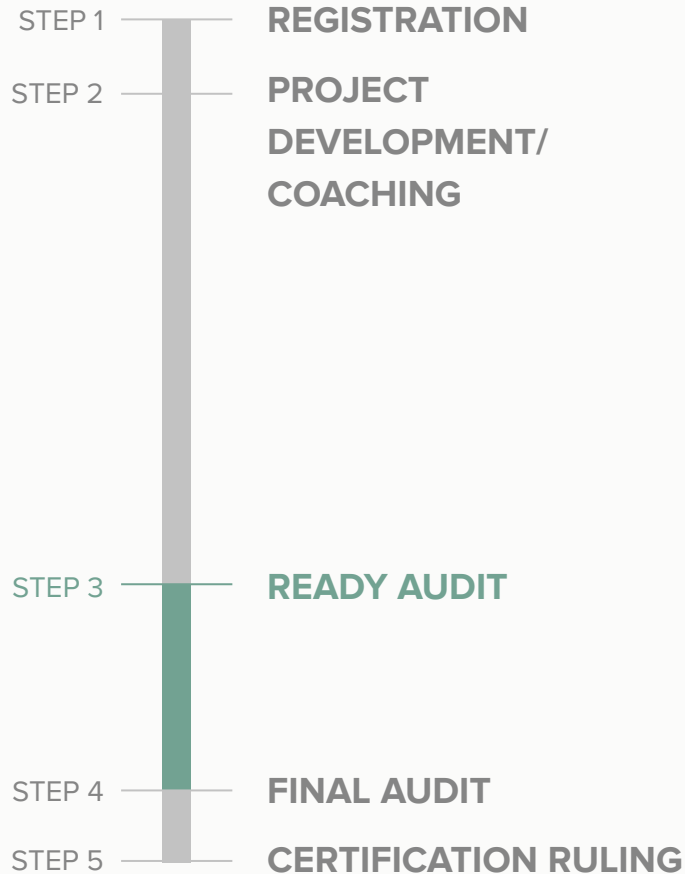 STEP 1 REGISTRATION
STEP 2 PROJECT
DEVELOPMENT/
COACHING
STEP 3 READY AUDIT
STEP 4 FINAL AUDIT
STEP 5 CERTIFICATION RULING